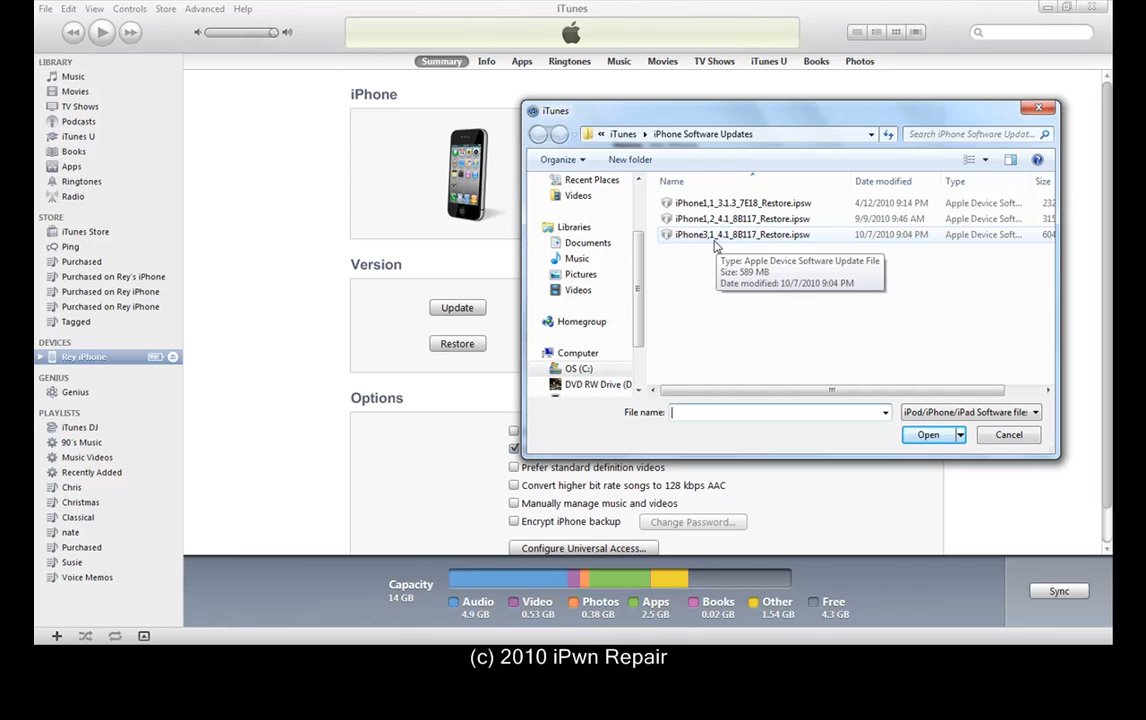 File Edit View Controls Store Advanced Help
iTunes
Summary Info Apps Ringtones Music Movies TV Shows iTunes U Books Photos
LIBRARY
Music
Movies
TV Shows
Podcasts
iTunes U
Books
Apps
Ringtones
Radio
STORE
iTunes Store
Ping
Purchased
Purchased on Rey's iPhone
Purchased on Rey iPhone
Purchased on Rey iPhone
Tagged
DEVICES
Rey iPhone
GENIUS
Genius
PLAYLISTS
iTunes DJ
90's Music
Music Videos
Recently Added
Chris
Christmas
Classical
nate
Purchased
Susie
Voice Memos
iPhone
Version
Update
Restore
Options
Prefer standard definition videos
Convert higher bit rate songs to 128 kbps AAC
Manually manage music and videos
Encrypt iPhone backup Change Password...
Configure Universal Access...
iTunes
« iTunes iPhone Software Updates
Search iPhone Software Updat...
Organize New folder
Recent Places
Videos
Libraries
Documents
Music
Pictures
Videos
Homegroup
Computer
OS (C:)
DVD RW Drive (D
Name Date modified Type Size
iPhone1,1_3.1.3_7E18_Restore.ipsw 4/12/2010 9:14 PM Apple Device Soft... 232
iPhone1,2_4.1_8B117_Restore.ipsw 9/9/2010 9:46 AM Apple Device Soft... 315
iPhone3,1_4.1_8B117_Restore.ipsw 10/7/2010 9:04 PM Apple Device Soft... 604
Type: Apple Device Software Update File
Size: 589 MB
Date modified: 10/7/2010 9:04 PM
File name: iPod/iPhone/iPad Software files
Open Cancel
Capacity
14 GB
Audio
4.9 GB
Video
0.53 GB
Photos
0.38 GB
Apps
2.5 GB
Books
0.02 GB
Other
1.54 GB
Free
4.3 GB
Sync
(c) 2010 iPwn Repair